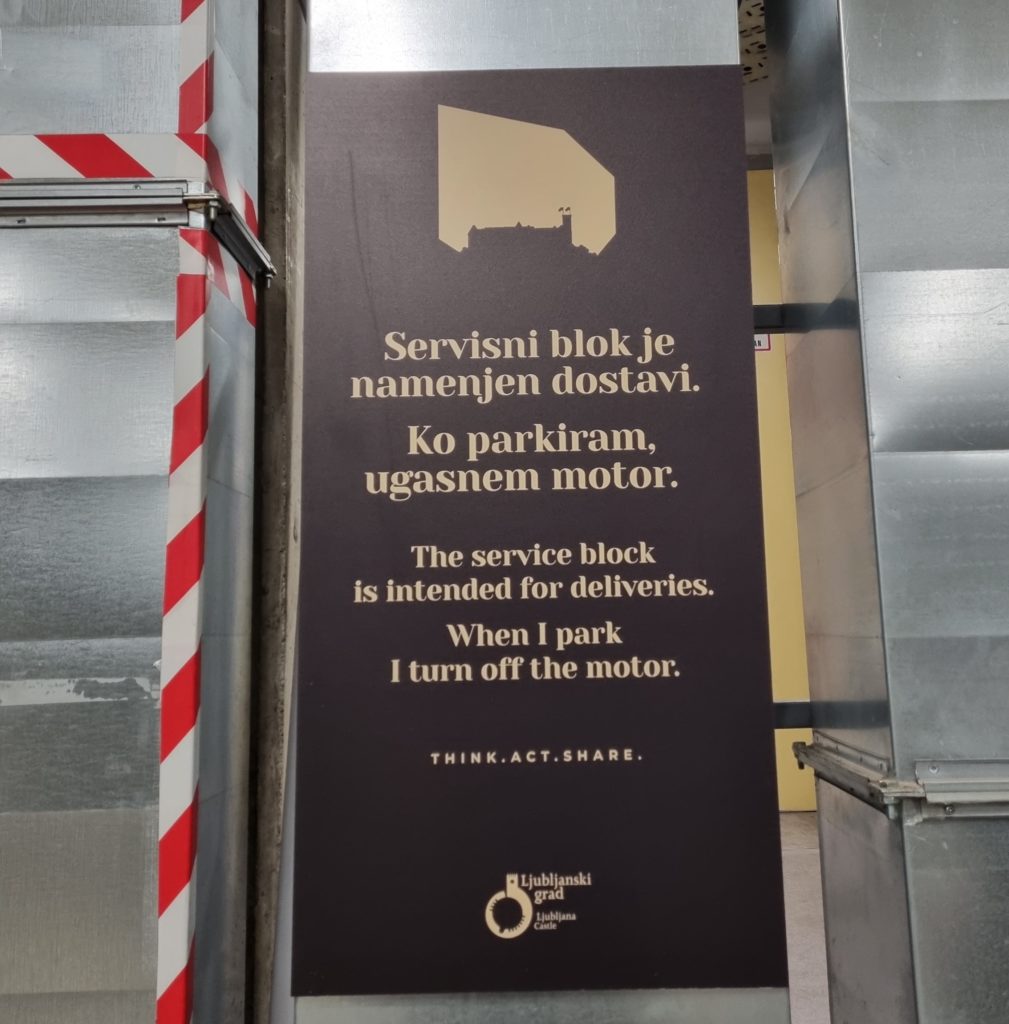 Servisni blok je
namenjen dostavi.
Ko parkiram,
ugasnem motor.
The service block
is intended for deliveries.
When I park
I turn off the motor.
THINK.ACT.SHARE.
Ljubljanski
grad
Ljubljana
Castle